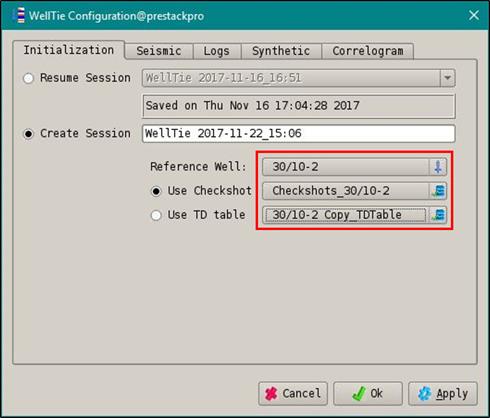 WellTie Configuration@prestackpro
Initialization Seismic Logs Synthetic Correlogram
Resume Session WellTie 2017-11-16_16:51
Saved on Thu Nov 16 17:04:28 2017
Create Session WellTie 2017-11-22_15:06
Reference Well: 30/10-2
Use Checkshot Checkshots_30/10-2
Use TD table 30/10-2 Copy_TDTable
Cancel Ok Apply